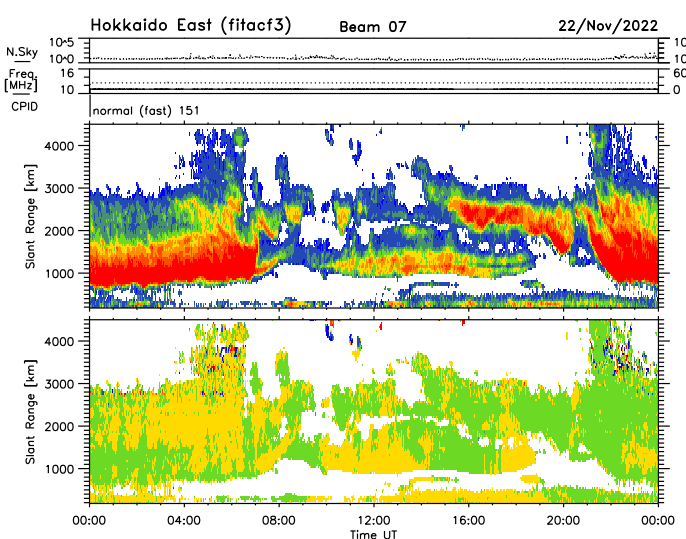 Hokkaido East (fitacf3) Beam 07 22/Nov/2022
N.Sky 10^5 10^0 10 10
Freq. [MHz] 16 10 60 0
CPID normal (fast) 151
Slant Range [km] 4000 3000 2000 1000
Slant Range [km] 4000 3000 2000 1000
00:00 04:00 08:00 12:00 16:00 20:00 00:00
Time UT